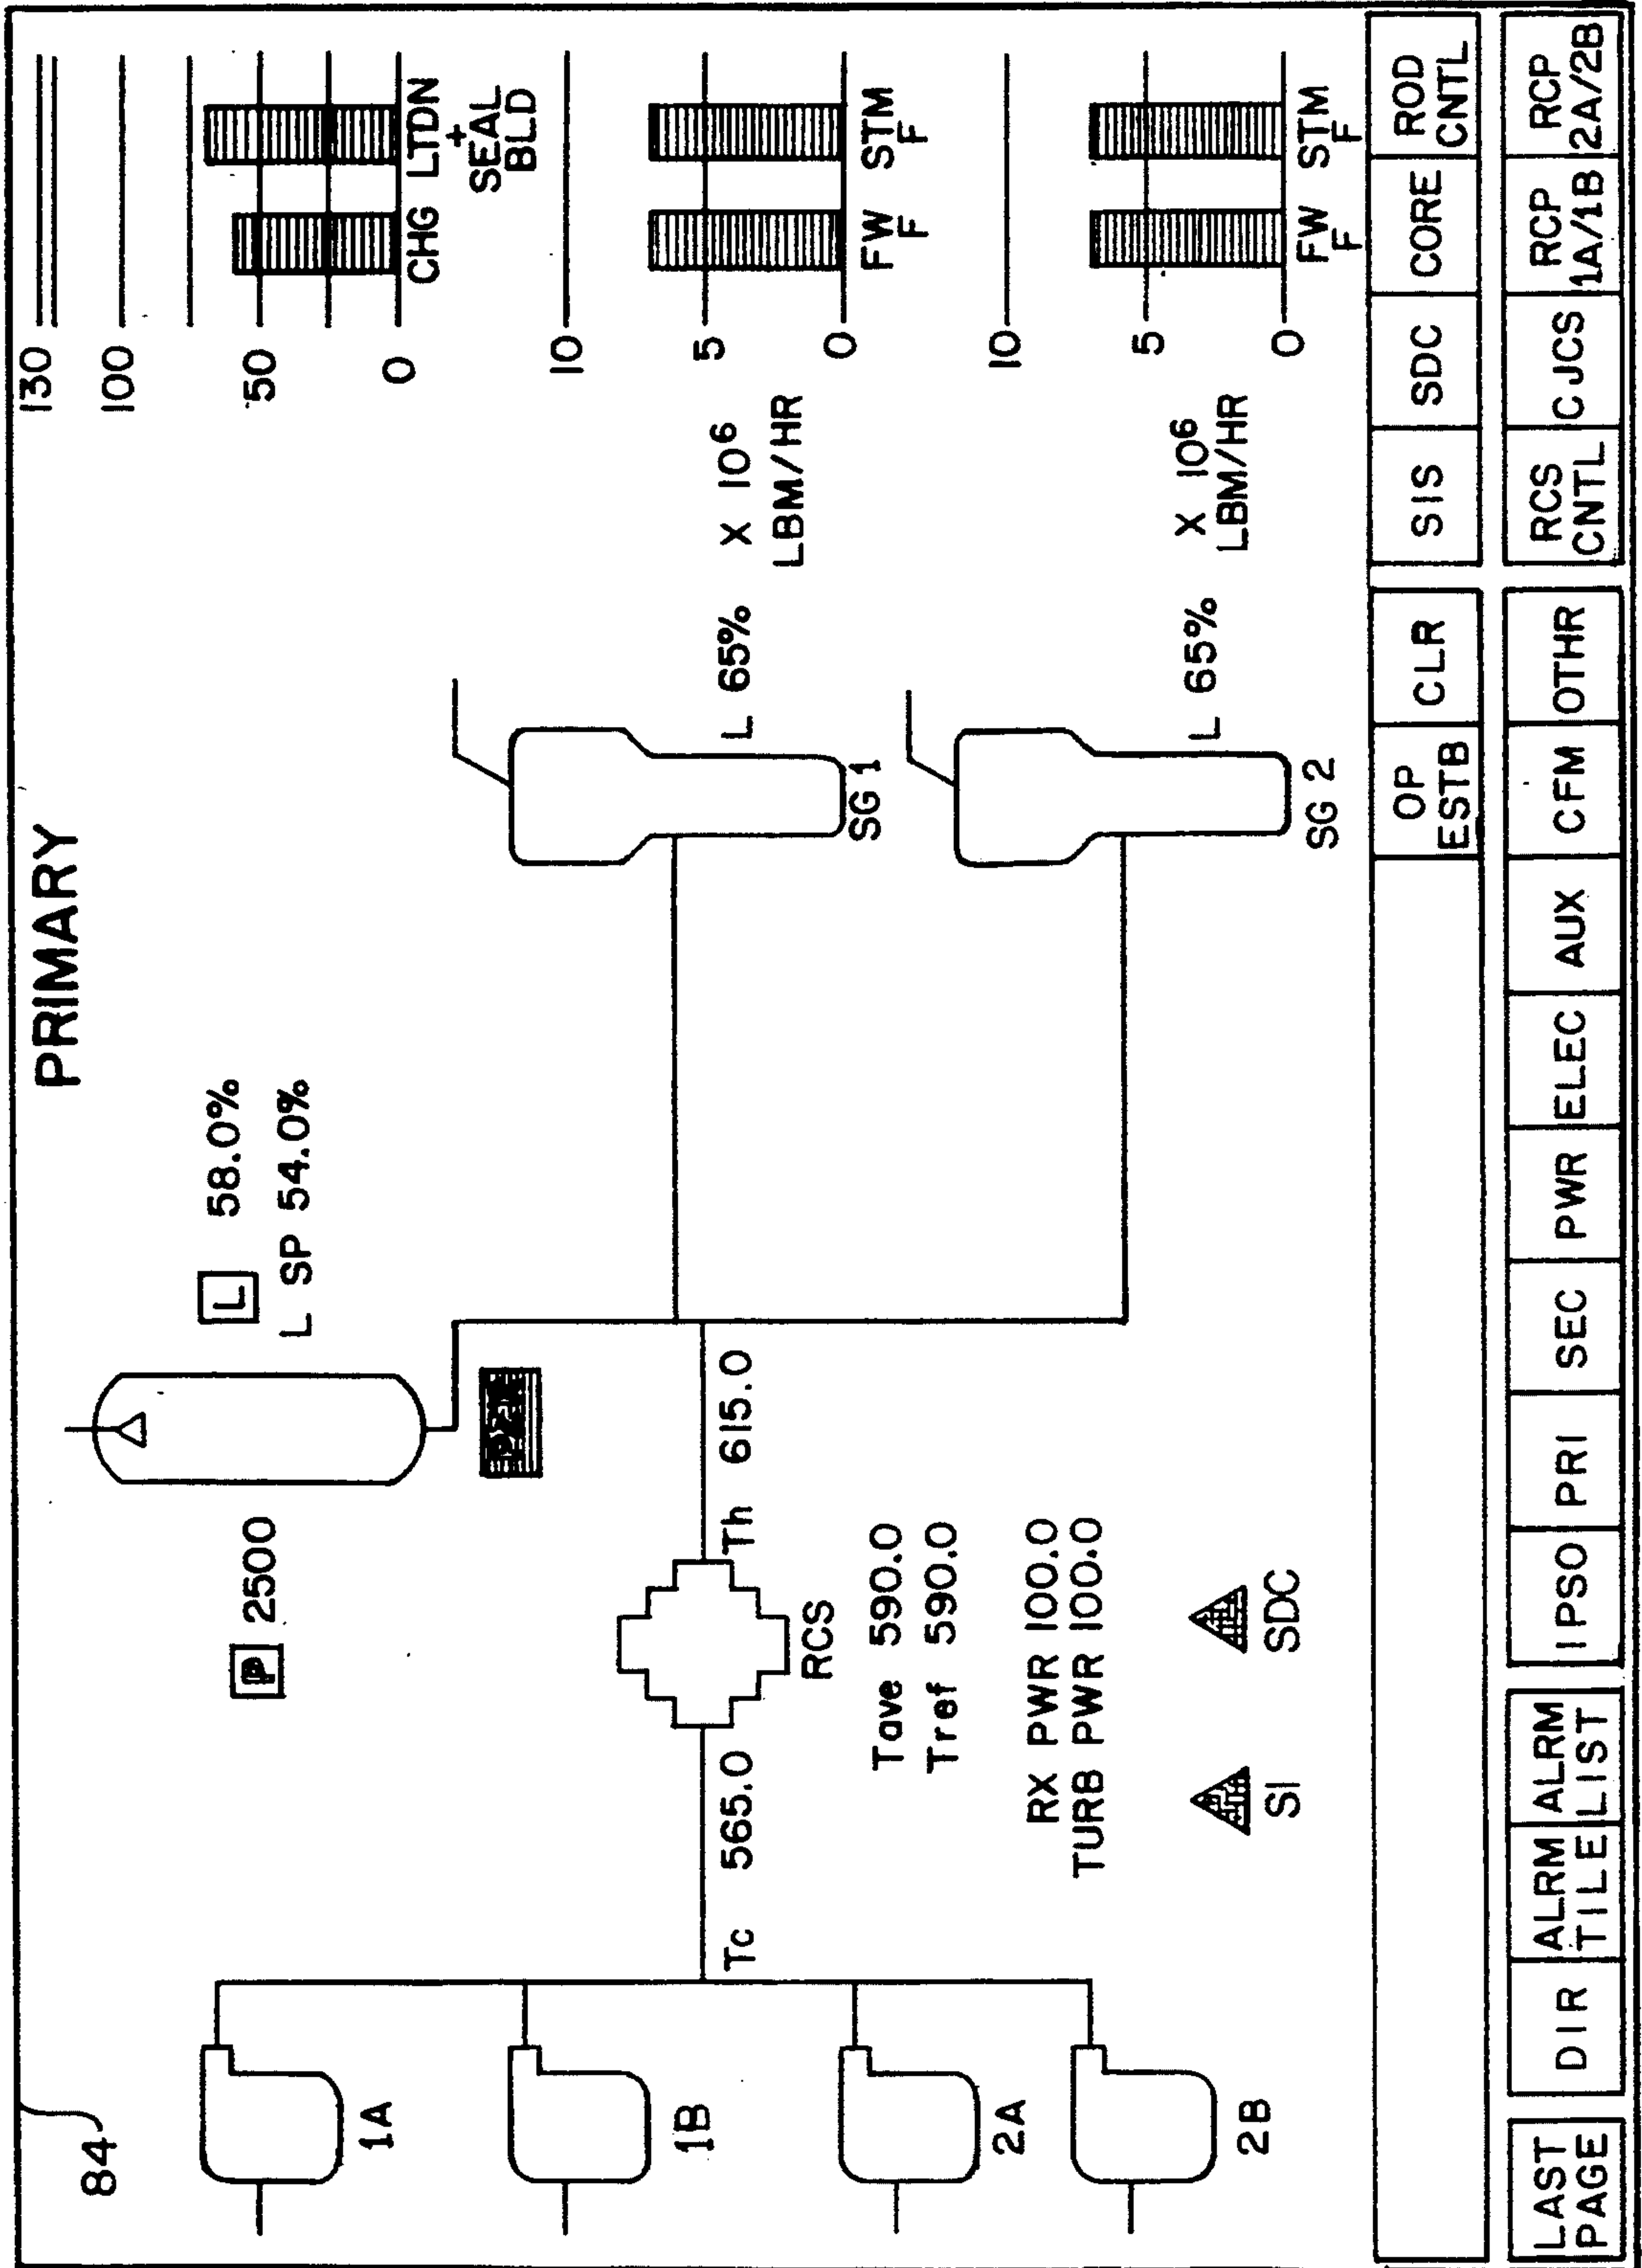 PRIMARY
84
P 2500
L 58.0%
L SP 54.0%
130
100
50
0
CHG
LTDN
+
SEAL
BLD
1A
1B
2A
2B
Tc 565.0
Th 615.0
RCS
Tave 590.0
Tref 590.0
RX PWR 100.0
TURB PWR 100.0
SI
SDC
SG 1
L 65%
X 10⁶
LBM/HR
10
5
0
FW
F
STM
F
SG 2
L 65%
X 10⁶
LBM/HR
10
5
0
FW
F
STM
F
OP
ESTB
CLR
SIS
SDC
CORE
ROD
CNTL
LAST
PAGE
DIR
ALRM
TILE
ALRM
LIST
IPSO
PRI
SEC
PWR
ELEC
AUX
CFM
OTHR
RCS
CNTL
CJCS
RCP
1A/1B
RCP
2A/2B